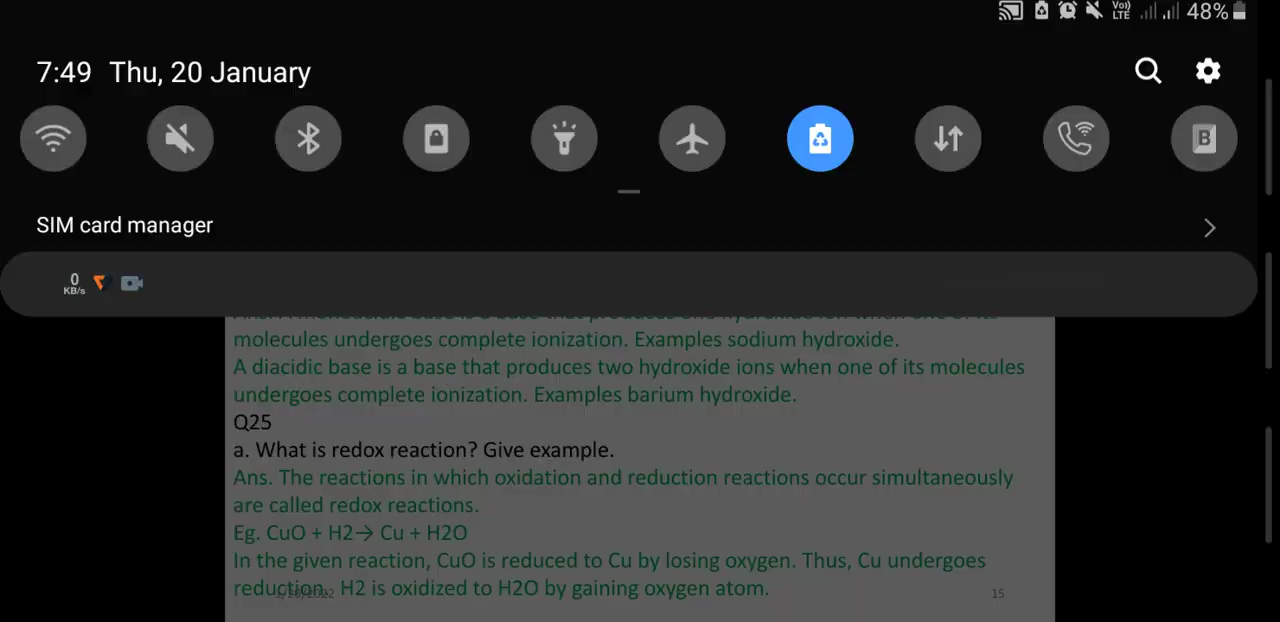 Vo)) LTE 48%
7:49 Thu, 20 January
B
SIM card manager
0
KB/s
molecules undergoes complete ionization. Examples sodium hydroxide.
A diacidic base is a base that produces two hydroxide ions when one of its molecules
undergoes complete ionization. Examples barium hydroxide.
Q25
a. What is redox reaction? Give example.
Ans. The reactions in which oxidation and reduction reactions occur simultaneously
are called redox reactions.
Eg. CuO + H2→ Cu + H2O
In the given reaction, CuO is reduced to Cu by losing oxygen. Thus, Cu undergoes
reduction. H2 is oxidized to H2O by gaining oxygen atom.
15